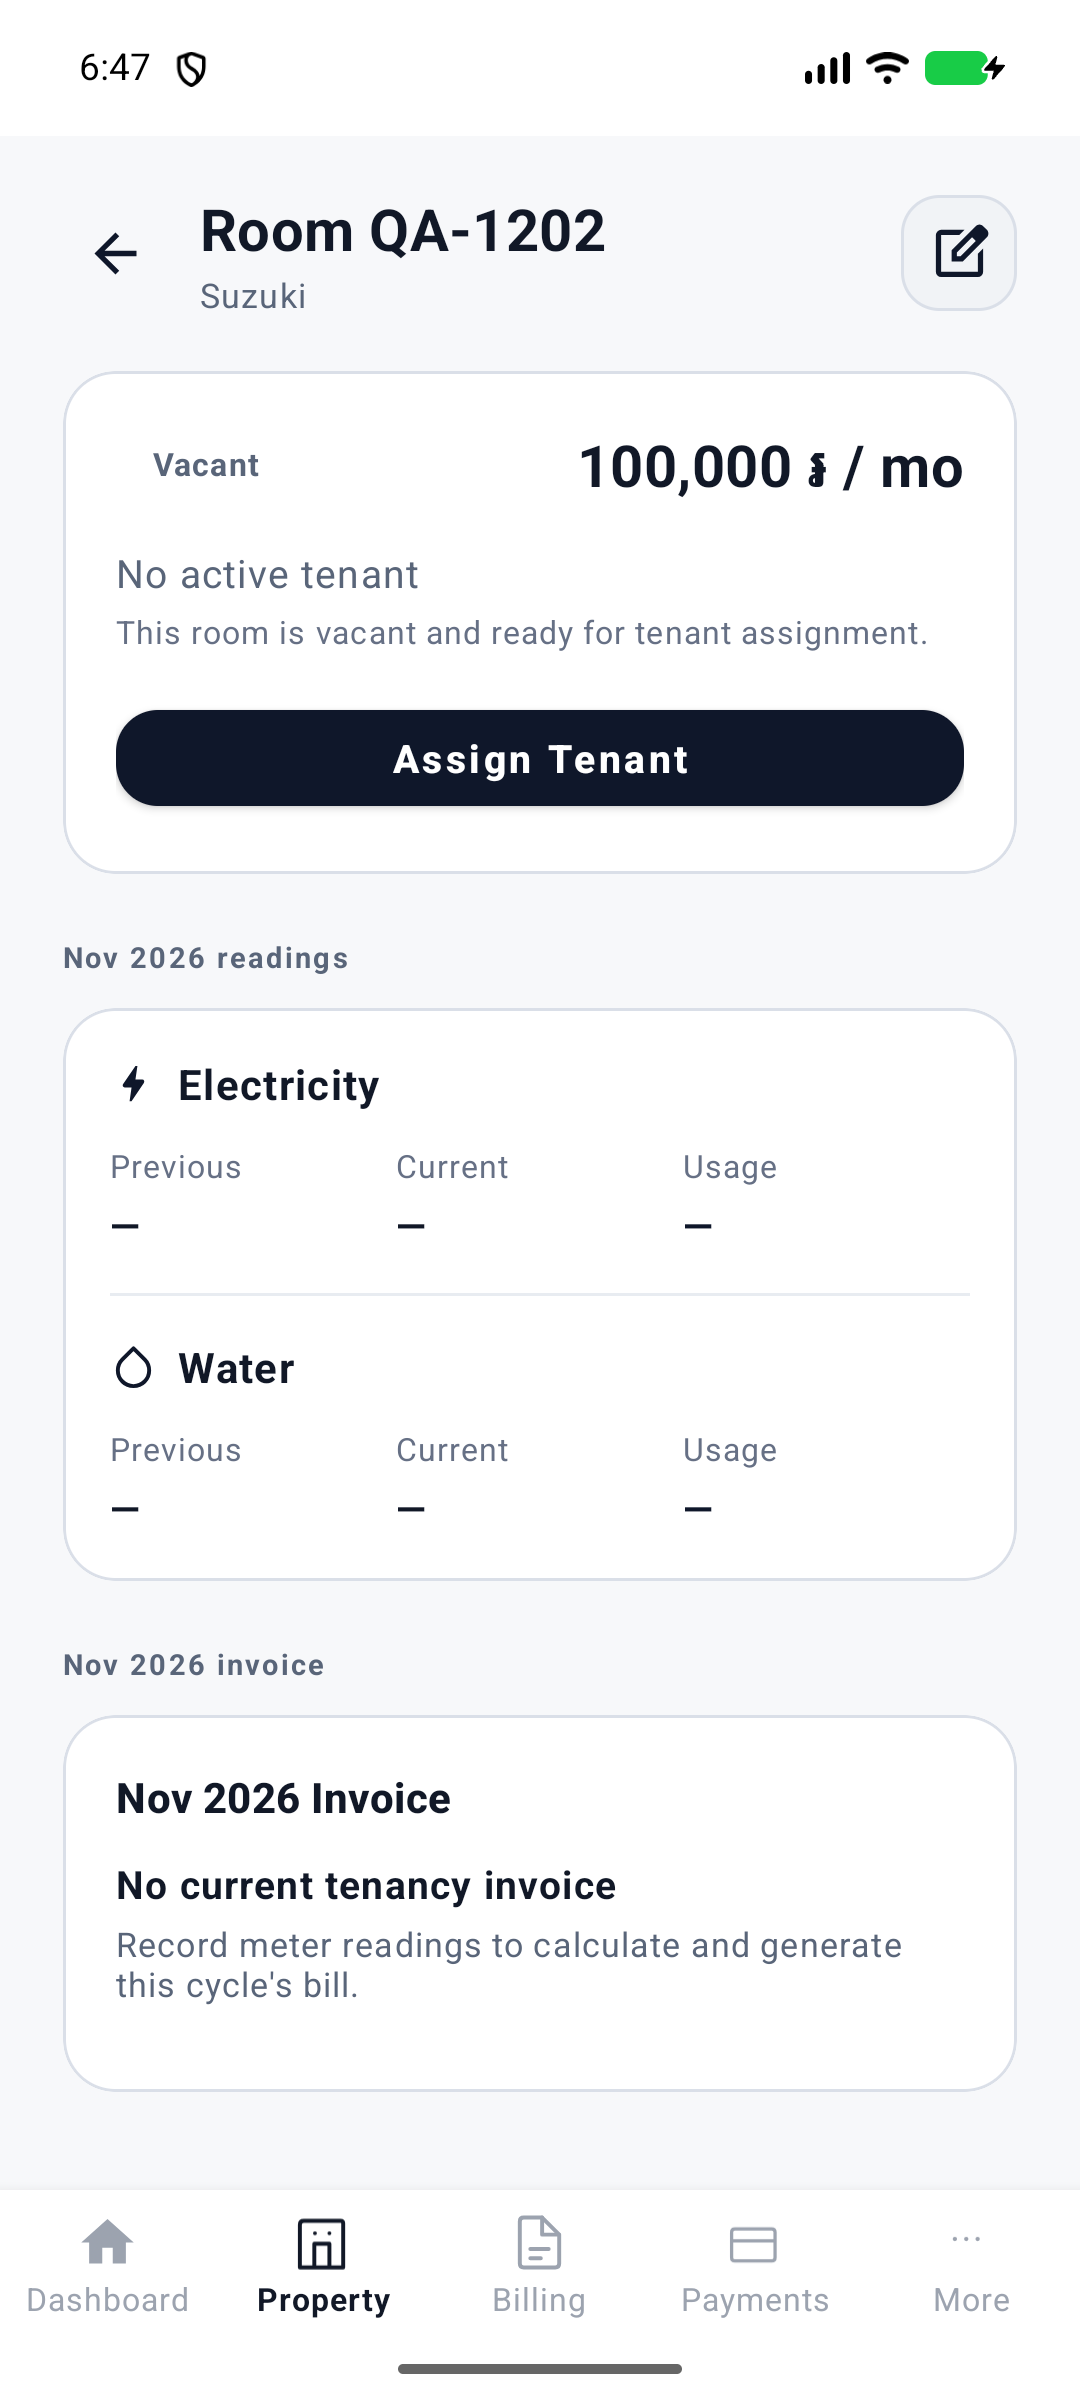 6:47
Room QA-1202
Suzuki
Vacant
100,000 ៛ / mo
No active tenant
This room is vacant and ready for tenant assignment.
Assign Tenant
Nov 2026 readings
Electricity
Previous Current Usage
– – –
Water
Previous Current Usage
– – –
Nov 2026 invoice
Nov 2026 Invoice
No current tenancy invoice
Record meter readings to calculate and generate
this cycle's bill.
Dashboard Property Billing Payments More